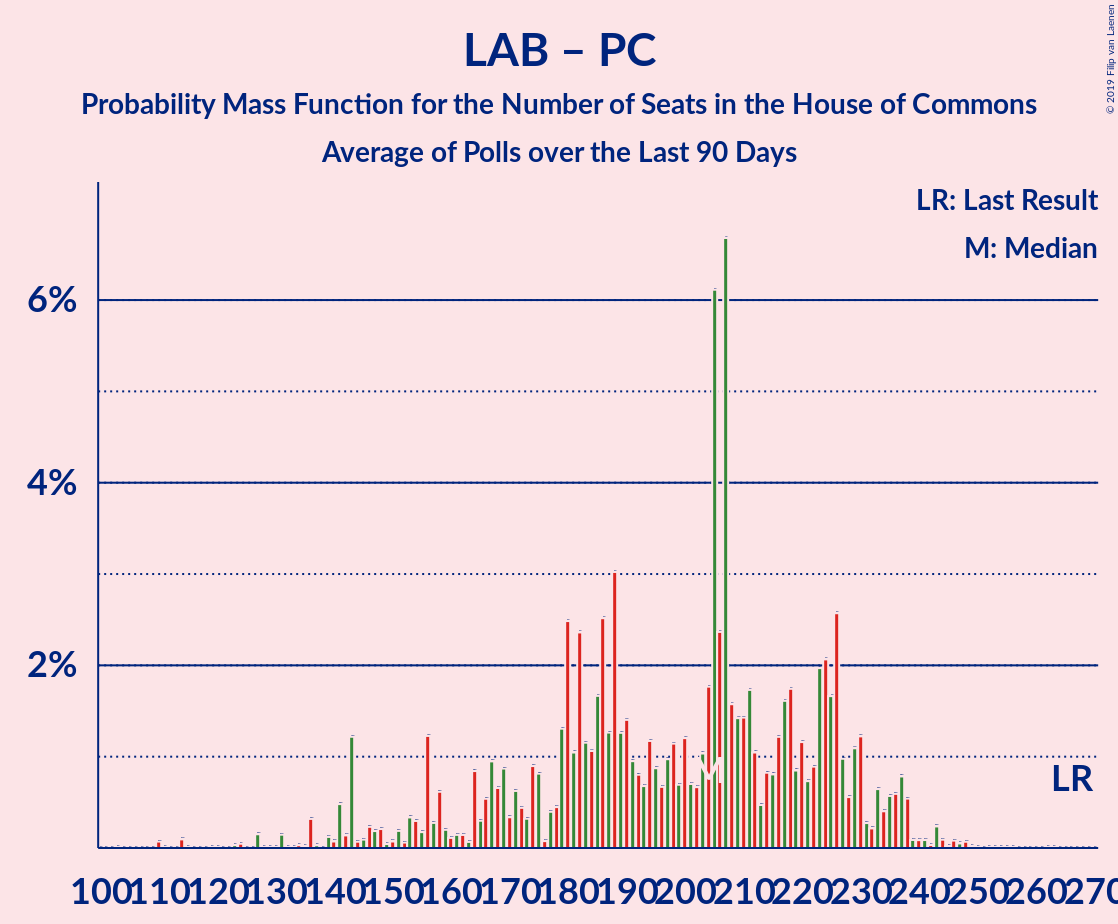 LAB – PC
Probability Mass Function for the Number of Seats in the House of Commons
Average of Polls over the Last 90 Days
© 2019 Filip van Laenen
LR: Last Result
M: Median
6%
4%
2%
M
LR
100 110 120 130 140 150 160 170 180 190 200 210 220 230 240 250 260 270